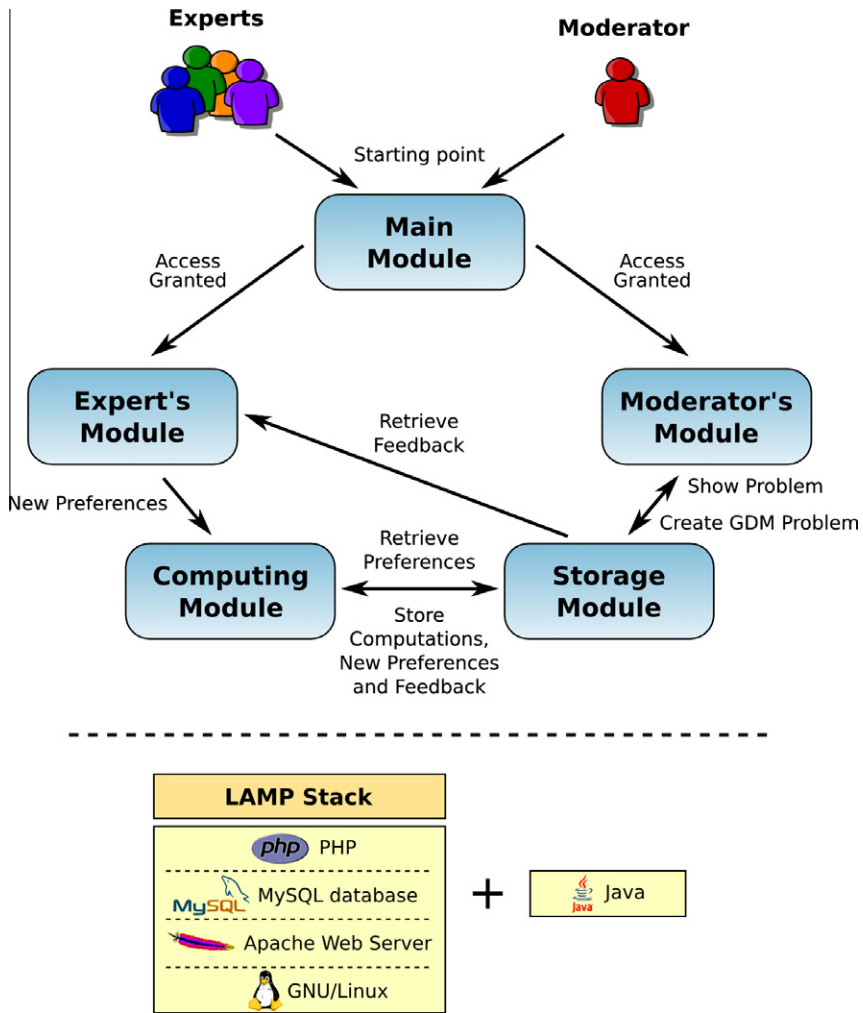 Experts
Moderator
Starting point
Main
Module
Access
Granted
Access
Granted
Expert's
Module
Retrieve
Feedback
Moderator's
Module
New Preferences
Show Problem
Create GDM Problem
Computing
Module
Retrieve
Preferences
Storage
Module
Store
Computations,
New Preferences
and Feedback
LAMP Stack
php PHP
MySQL MySQL database
Apache Web Server
GNU/Linux
+
Java Java